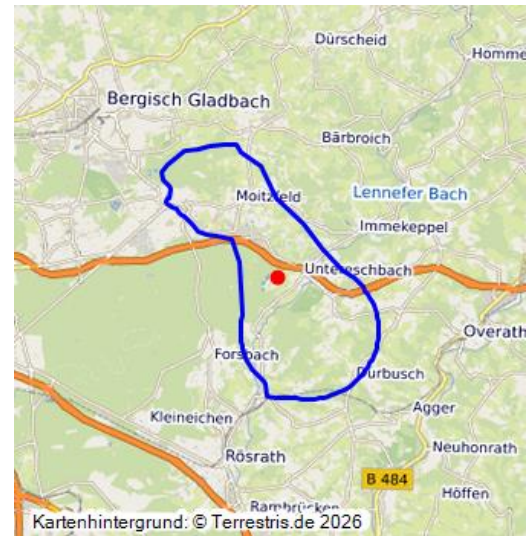 Dürscheid
Homme
Bergisch Gladbach
Bärbroich
Moitzfeld
Lennefer Bach
Immekeppel
Untereschbach
Overath
Forsbach
Durbusch
Kleineichen
Agger
Rösrath
Neuhonrath
B 484
Höffen
Rambrücken
Kartenhintergrund: © Terrestris.de 2026